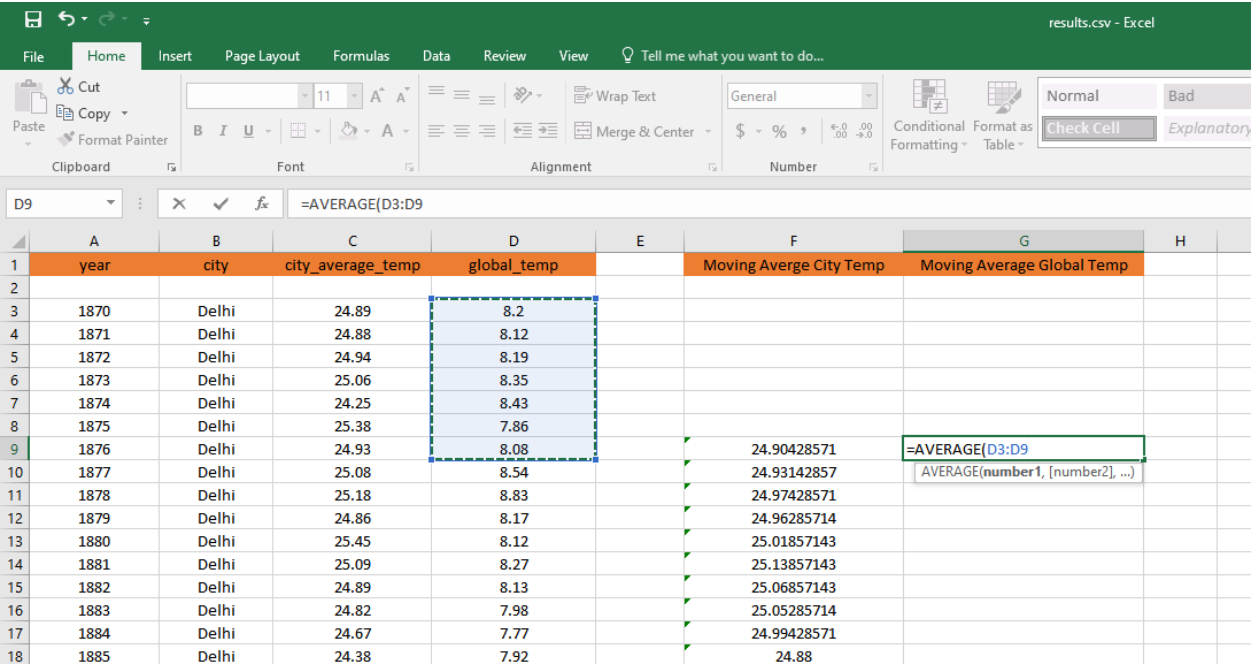 results.csv - Excel
File Home Insert Page Layout Formulas Data Review View Tell me what you want to do...
Paste Cut Copy Format Painter
11 A A Wrap Text General Conditional Formatting Format as Table Normal Bad
B I U A Merge & Center $ % , Check Cell Explanatory
Clipboard Font Alignment Number
D9 fx =AVERAGE(D3:D9
A B C D E F G H
1 year city city_average_temp global_temp Moving Averge City Temp Moving Average Global Temp
2
3 1870 Delhi 24.89 8.2
4 1871 Delhi 24.88 8.12
5 1872 Delhi 24.94 8.19
6 1873 Delhi 25.06 8.35
7 1874 Delhi 24.25 8.43
8 1875 Delhi 25.38 7.86
9 1876 Delhi 24.93 8.08 24.90428571 =AVERAGE(D3:D9
10 1877 Delhi 25.08 8.54 24.93142857 AVERAGE(number1, [number2], ...)
11 1878 Delhi 25.18 8.83 24.97428571
12 1879 Delhi 24.86 8.17 24.96285714
13 1880 Delhi 25.45 8.12 25.01857143
14 1881 Delhi 25.09 8.27 25.13857143
15 1882 Delhi 24.89 8.13 25.06857143
16 1883 Delhi 24.82 7.98 25.05285714
17 1884 Delhi 24.67 7.77 24.99428571
18 1885 Delhi 24.38 7.92 24.88